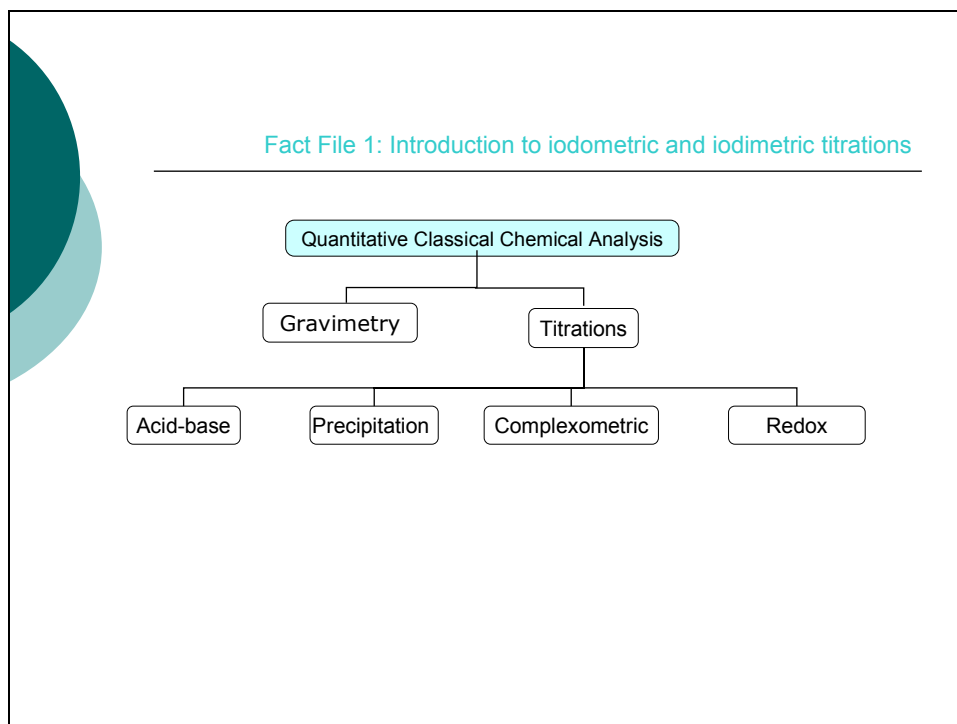 Fact File 1: Introduction to iodometric and iodimetric titrations
Quantitative Classical Chemical Analysis
Gravimetry
Titrations
Acid-base
Precipitation
Complexometric
Redox